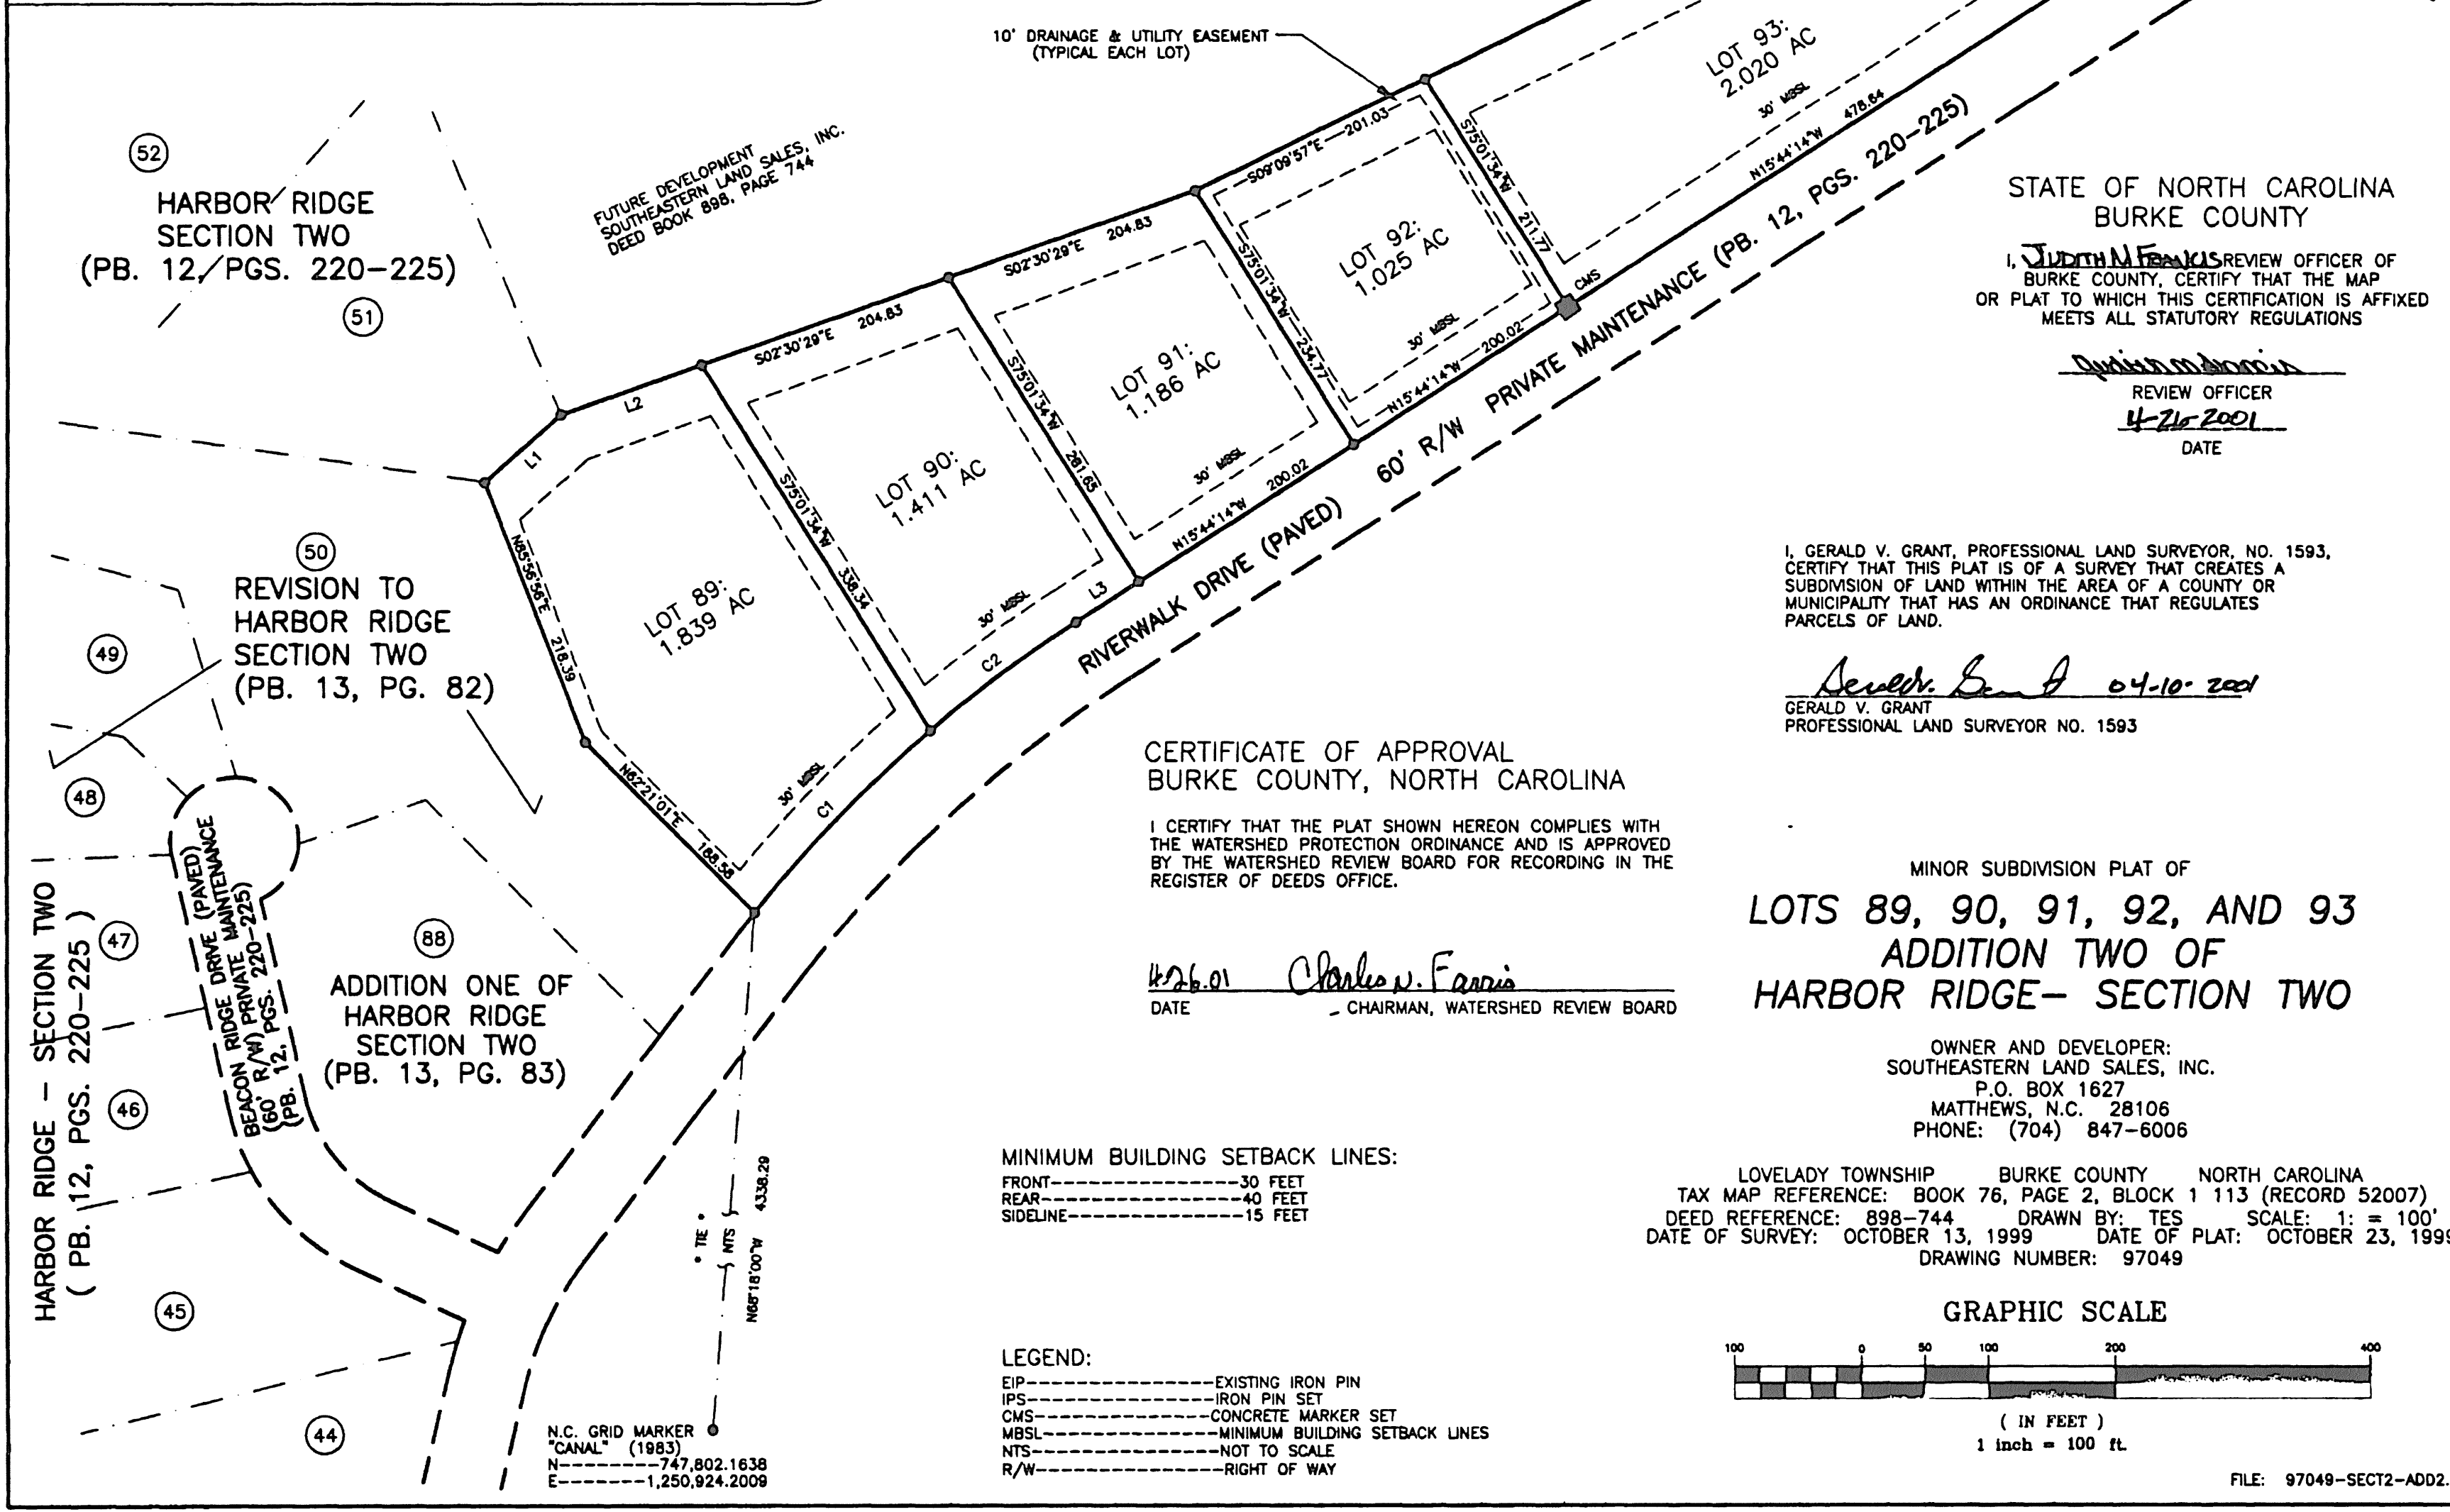 10' DRAINAGE & UTILITY EASEMENT
(TYPICAL EACH LOT)
LOT 93:
2.020 AC
30' MBSL
N15°44'14"W 478.64
S75°01'34"W 211.77
CMS
52
HARBOR RIDGE
SECTION TWO
(PB. 12/PGS. 220-225)
51
FUTURE DEVELOPMENT
SOUTHEASTERN LAND SALES, INC.
DEED BOOK 898, PAGE 744
S09°09'57"E 201.03
LOT 92:
1.025 AC
30' MBSL
N15°44'14"W 200.02
S75°01'34"W 234.77
S02°30'29"E 204.83
LOT 91:
1.186 AC
30' MBSL
N15°44'14"W 200.02
S75°01'34"W 281.65
S02°30'29"E 204.83
LOT 90:
1.411 AC
30' MBSL
L3
C2
S75°01'34"W 338.34
L2
L1
LOT 89:
1.839 AC
30' MBSL
C1
N85°56'56"E 218.39
N62°21'01"E 188.58
RIVERWALK DRIVE (PAVED) 60' R/W PRIVATE MAINTENANCE (PB. 12, PGS. 220-225)
50
REVISION TO
HARBOR RIDGE
SECTION TWO
(PB. 13, PG. 82)
49
48
47
46
45
44
HARBOR RIDGE - SECTION TWO
( PB. 12, PGS. 220-225 )
BEACON RIDGE DRIVE (PAVED)
(60' R/W) PRIVATE MAINTENANCE
(PB. 12, PGS. 220-225)
88
ADDITION ONE OF
HARBOR RIDGE
SECTION TWO
(PB. 13, PG. 83)
* TIE *
NTS
N68°18'00"W 4338.29
N.C. GRID MARKER
"CANAL" (1983)
N---------747,802.1638
E--------1,250,924.2009
STATE OF NORTH CAROLINA
BURKE COUNTY
I, JUDITH N FRANCIS REVIEW OFFICER OF
BURKE COUNTY, CERTIFY THAT THE MAP
OR PLAT TO WHICH THIS CERTIFICATION IS AFFIXED
MEETS ALL STATUTORY REGULATIONS
REVIEW OFFICER
4-26-2001
DATE
I, GERALD V. GRANT, PROFESSIONAL LAND SURVEYOR, NO. 1593,
CERTIFY THAT THIS PLAT IS OF A SURVEY THAT CREATES A
SUBDIVISION OF LAND WITHIN THE AREA OF A COUNTY OR
MUNICIPALITY THAT HAS AN ORDINANCE THAT REGULATES
PARCELS OF LAND.
04-10-2001
GERALD V. GRANT
PROFESSIONAL LAND SURVEYOR NO. 1593
CERTIFICATE OF APPROVAL
BURKE COUNTY, NORTH CAROLINA
I CERTIFY THAT THE PLAT SHOWN HEREON COMPLIES WITH
THE WATERSHED PROTECTION ORDINANCE AND IS APPROVED
BY THE WATERSHED REVIEW BOARD FOR RECORDING IN THE
REGISTER OF DEEDS OFFICE.
4.26.01 Charles N. Farris
DATE CHAIRMAN, WATERSHED REVIEW BOARD
MINIMUM BUILDING SETBACK LINES:
FRONT-----------------30 FEET
REAR------------------40 FEET
SIDELINE---------------15 FEET
LEGEND:
EIP----------------EXISTING IRON PIN
IPS----------------IRON PIN SET
CMS---------------CONCRETE MARKER SET
MBSL--------------MINIMUM BUILDING SETBACK LINES
NTS----------------NOT TO SCALE
R/W----------------RIGHT OF WAY
MINOR SUBDIVISION PLAT OF
LOTS 89, 90, 91, 92, AND 93
ADDITION TWO OF
HARBOR RIDGE- SECTION TWO
OWNER AND DEVELOPER:
SOUTHEASTERN LAND SALES, INC.
P.O. BOX 1627
MATTHEWS, N.C. 28106
PHONE: (704) 847-6006
LOVELADY TOWNSHIP BURKE COUNTY NORTH CAROLINA
TAX MAP REFERENCE: BOOK 76, PAGE 2, BLOCK 1 113 (RECORD 52007)
DEED REFERENCE: 898-744 DRAWN BY: TES SCALE: 1: = 100'
DATE OF SURVEY: OCTOBER 13, 1999 DATE OF PLAT: OCTOBER 23, 1999
DRAWING NUMBER: 97049
GRAPHIC SCALE
100 0 50 100 200 400
( IN FEET )
1 inch = 100 ft.
FILE: 97049-SECT2-ADD2.